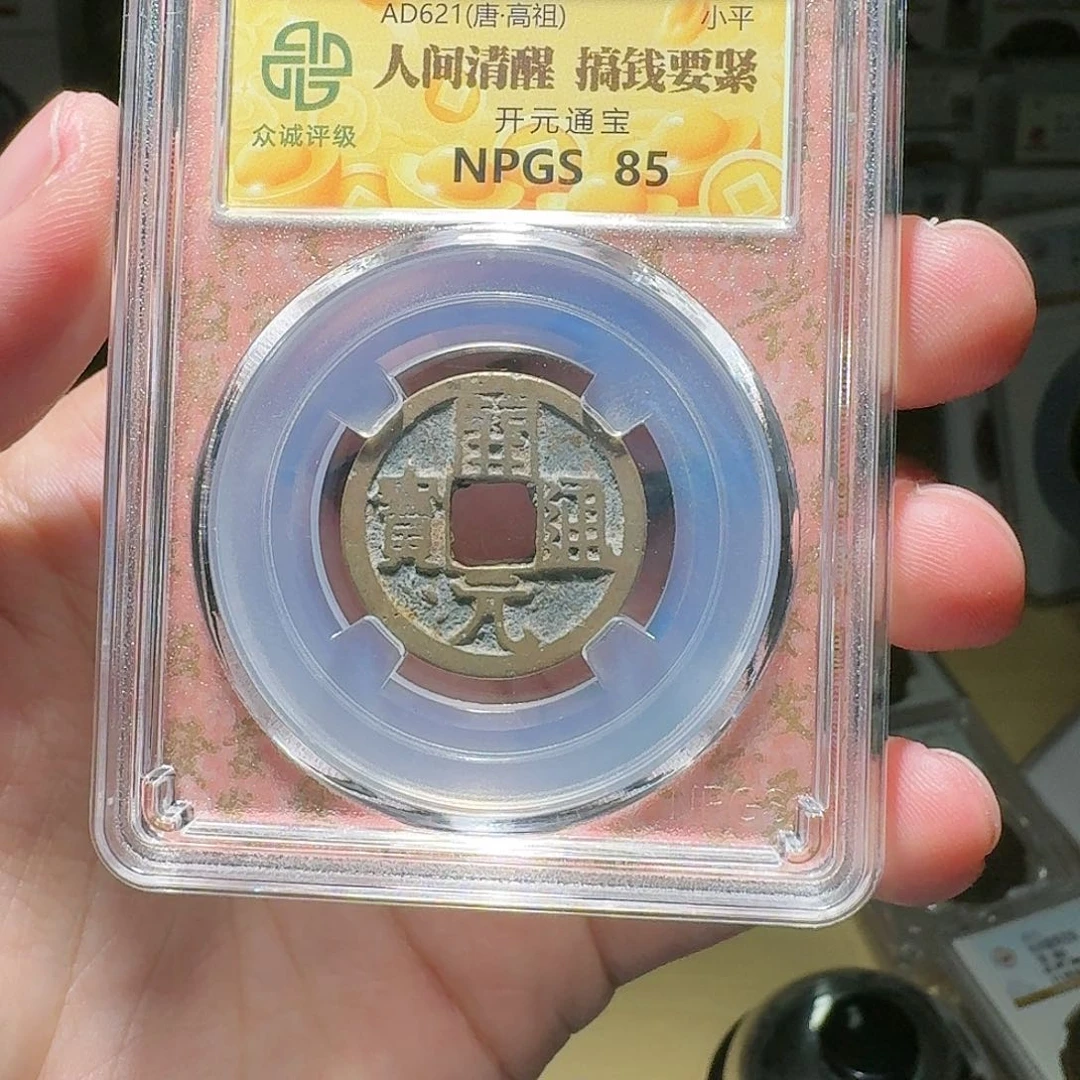 AD621(唐·高祖) 小平
人间清醒 搞钱要紧
众诚评级
开元通宝
NPGS 85
開
寶 通
元